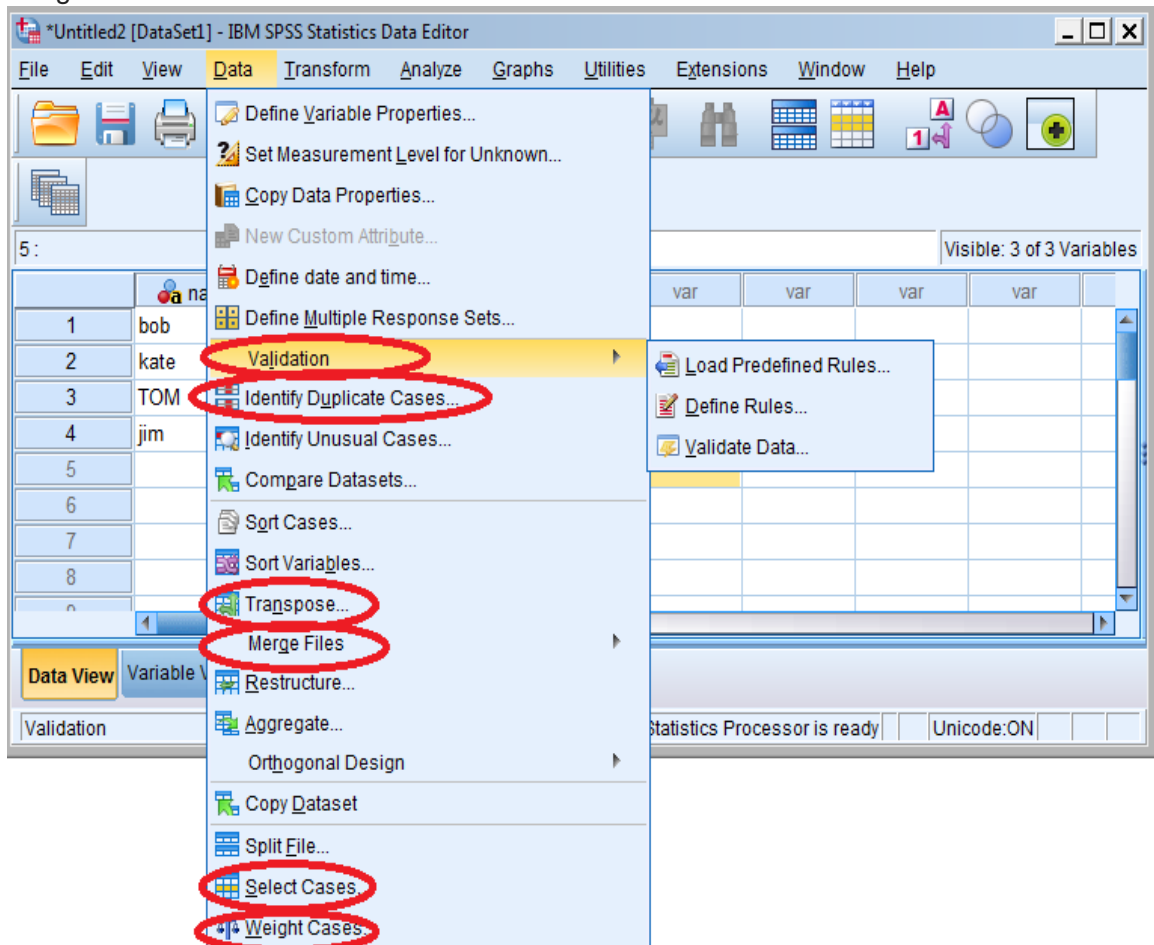 *Untitled2 [DataSet1] - IBM SPSS Statistics Data Editor
File Edit View Data Transform Analyze Graphs Utilities Extensions Window Help
A
1
5 :
Visible: 3 of 3 Variables
na
var var var var
1 bob
2 kate
3 TOM
4 jim
5
6
7
8
Define Variable Properties...
Set Measurement Level for Unknown...
Copy Data Properties...
New Custom Attribute...
Define date and time...
Define Multiple Response Sets...
Validation
Identify Duplicate Cases...
Identify Unusual Cases...
Compare Datasets...
Sort Cases...
Sort Variables...
Transpose...
Merge Files
Restructure...
Aggregate...
Orthogonal Design
Copy Dataset
Split File...
Select Cases...
Weight Cases...
Load Predefined Rules...
Define Rules...
Validate Data...
Data View Variable V
Validation
Statistics Processor is ready
Unicode:ON